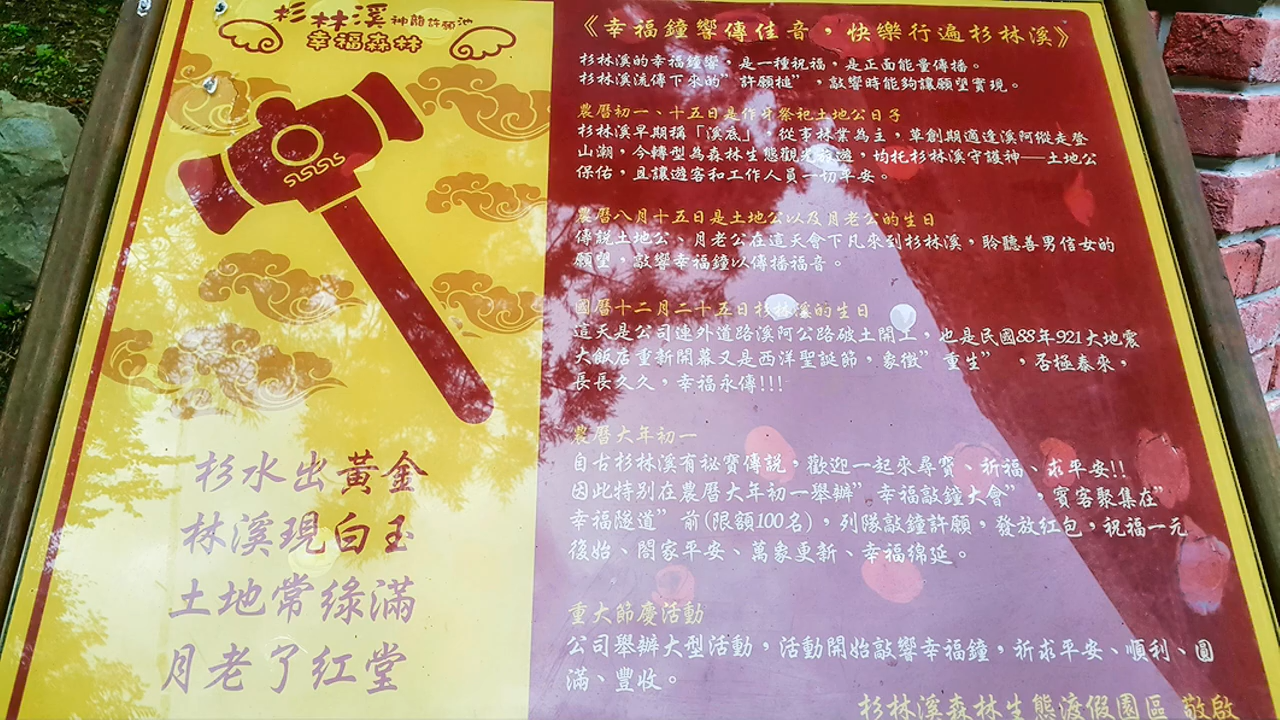 杉林溪神龍許願池
幸福森林
杉水出黃金
林溪現白玉
土地常綠滿
月老了紅堂
《幸福鐘響傳佳音，快樂行遍杉林溪》
杉林溪的幸福鐘響，是一種祝福，是正面能量傳播。
杉林溪流傳下來的”許願槌”，敲響時能夠讓願望實現。
農曆初一、十五日是作牙祭祀土地公日子
杉林溪早期稱「溪底」，從事林業為主，草創期適逢溪阿縱走登
山潮，今轉型為森林生態觀光旅遊，均托杉林溪守護神──土地公
保佑，且讓遊客和工作人員一切平安。
農曆八月十五日是土地公以及月老公的生日
傳說土地公、月老公在這天會下凡來到杉林溪，聆聽善男信女的
願望，敲響幸福鐘以傳播福音。
國曆十二月二十五日杉林溪的生日
這天是公司連外道路溪阿公路破土開工，也是民國88年921大地震
大飯店重新開幕又是西洋聖誕節，象徵”重生”，否極泰來，
長長久久，幸福永傳!!!
農曆大年初一
自古杉林溪有祕寶傳說，歡迎一起來尋寶、祈福、求平安!!
因此特別在農曆大年初一舉辦”幸福敲鐘大會”，賓客聚集在”
幸福隧道”前(限額100名)，列隊敲鐘許願，發放紅包，祝福一元
復始、閤家平安、萬象更新、幸福綿延。
重大節慶活動
公司舉辦大型活動，活動開始敲響幸福鐘，祈求平安、順利、圓
滿、豐收。
杉林溪森林生態渡假園區 敬啟